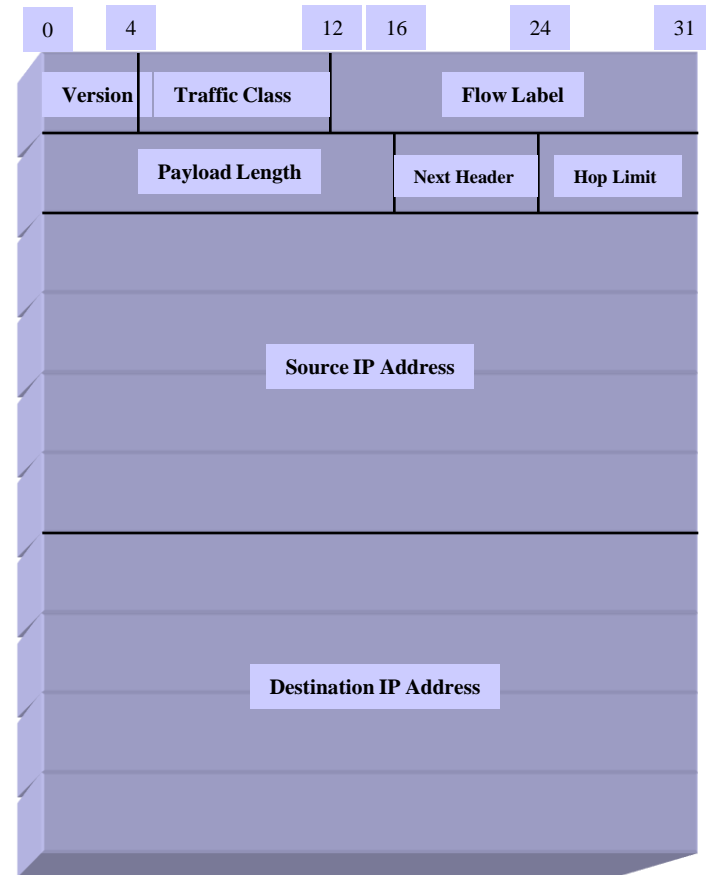 0 4 12 16 24 31
Version Traffic Class Flow Label
Payload Length Next Header Hop Limit
Source IP Address
Destination IP Address